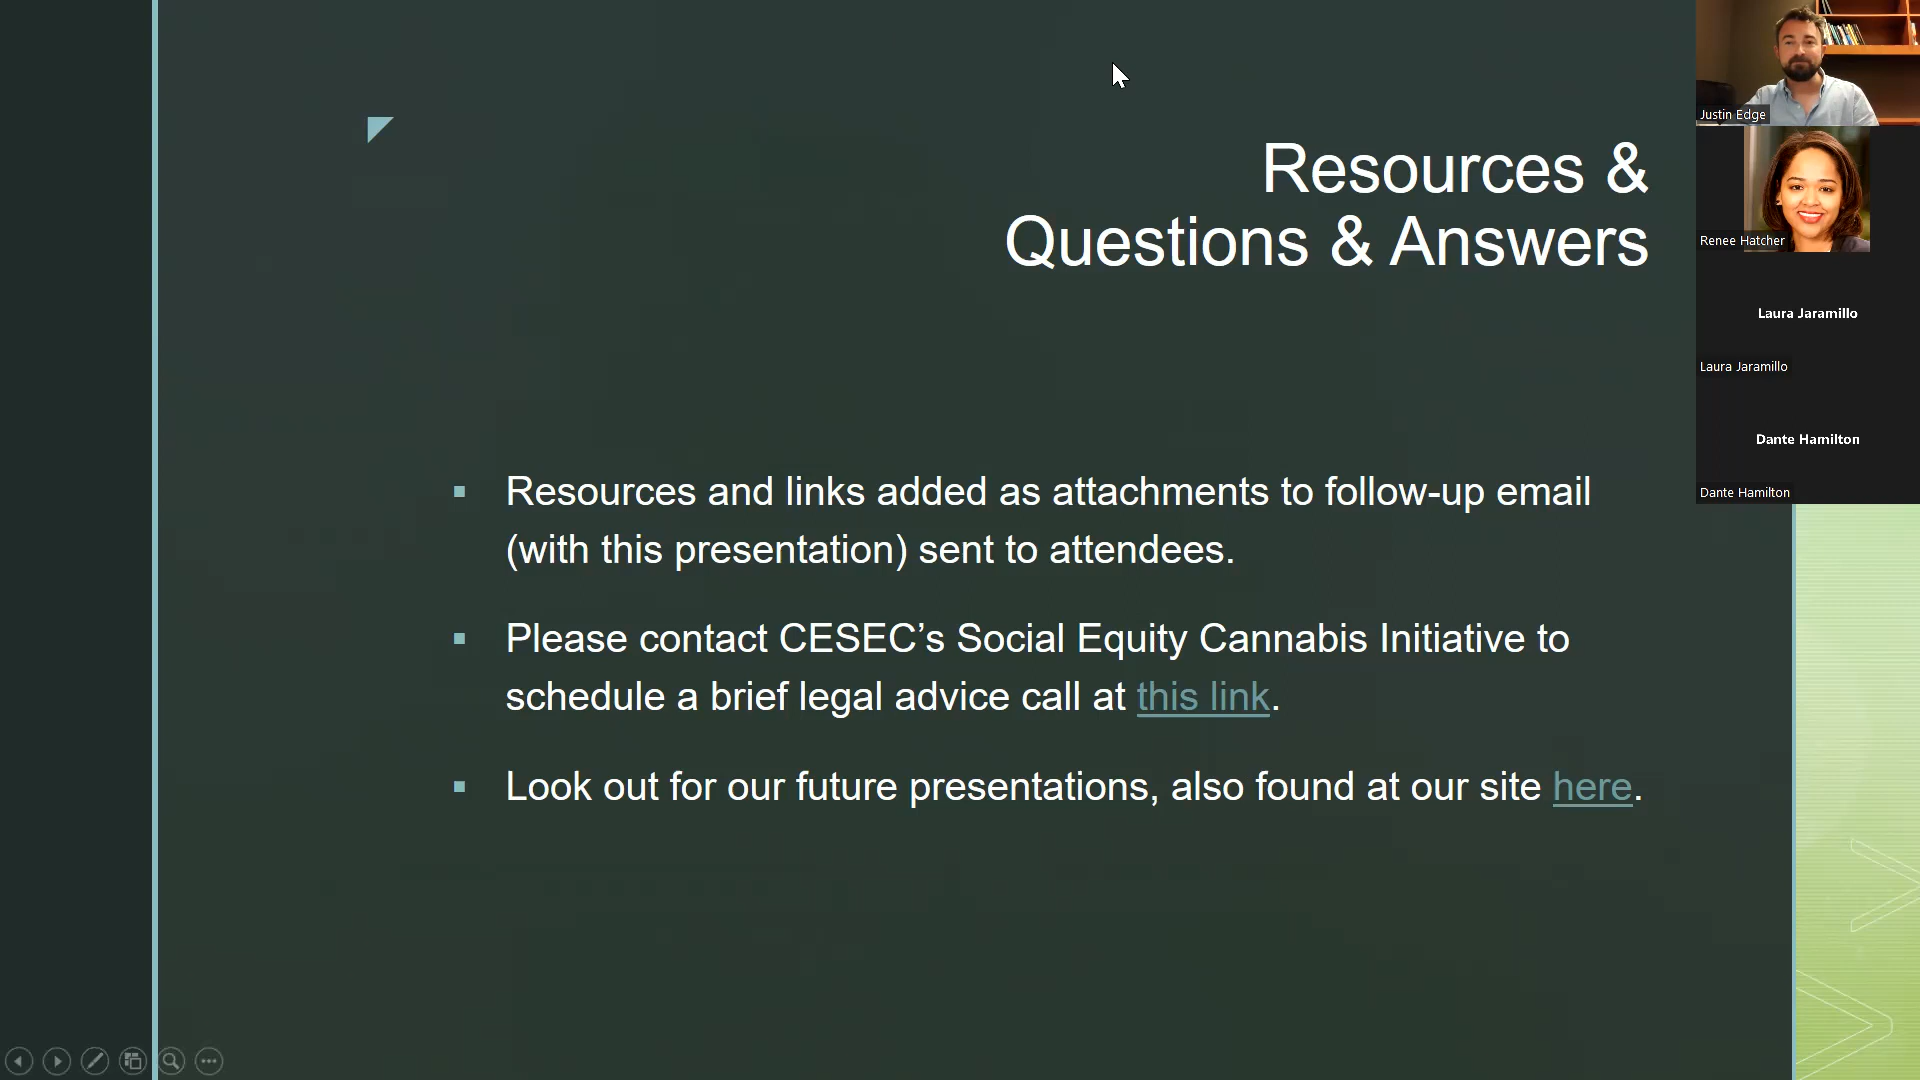 Resources &
Questions & Answers
Resources and links added as attachments to follow-up email
(with this presentation) sent to attendees.
Please contact CESEC’s Social Equity Cannabis Initiative to
schedule a brief legal advice call at this link.
Look out for our future presentations, also found at our site here.
Justin Edge
Renee Hatcher
Laura Jaramillo
Laura Jaramillo
Dante Hamilton
Dante Hamilton